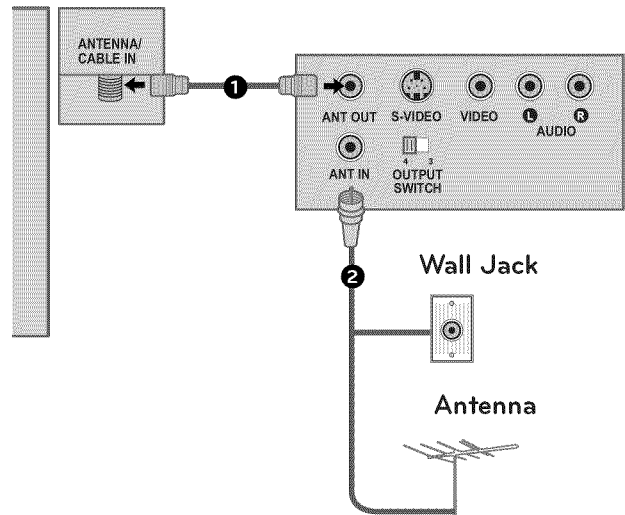 ANTENNA/
CABLE IN
1
ANT OUT
S-VIDEO
VIDEO
L
R
AUDIO
ANT IN
4 3
OUTPUT
SWITCH
2
Wall Jack
Antenna